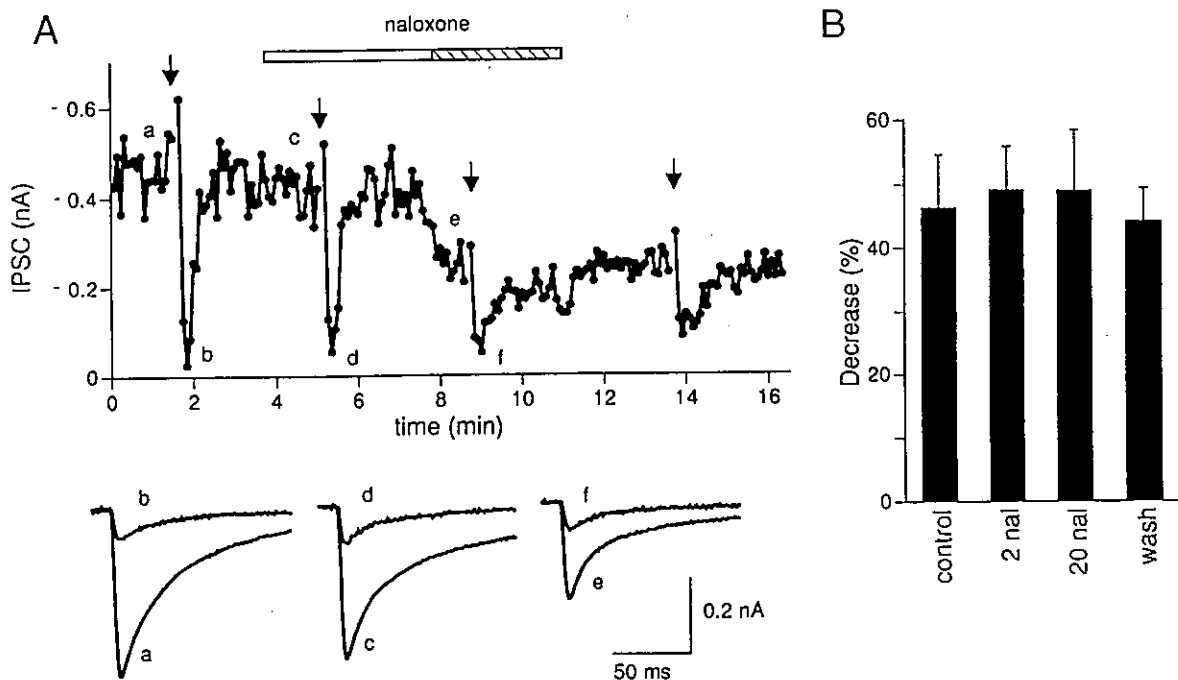 A
naloxone
a
c
e
b
d
f
IPSC (nA)
- 0.6
- 0.4
- 0.2
0
0
2
4
6
8
10
12
14
16
time (min)
b
a
d
c
f
e
0.2 nA
50 ms
B
Decrease (%)
60
40
20
0
control
2 nal
20 nal
wash